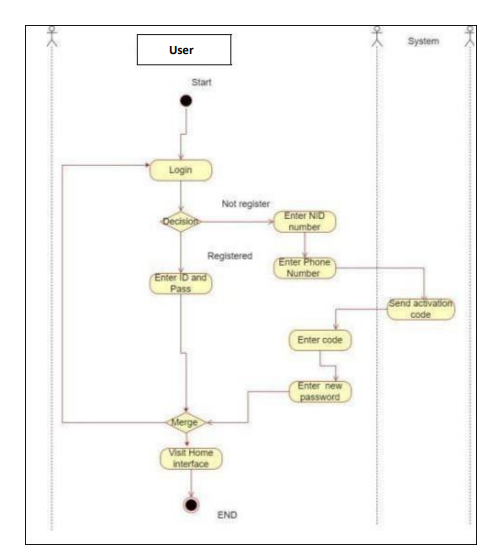 User
System
Start
Login
Not register
Decision
Enter NID
number
Registered
Enter Phone
Number
Enter ID and
Pass
Send activation
code
Enter code
Enter new
password
Merge
Visit Home
Interface
END